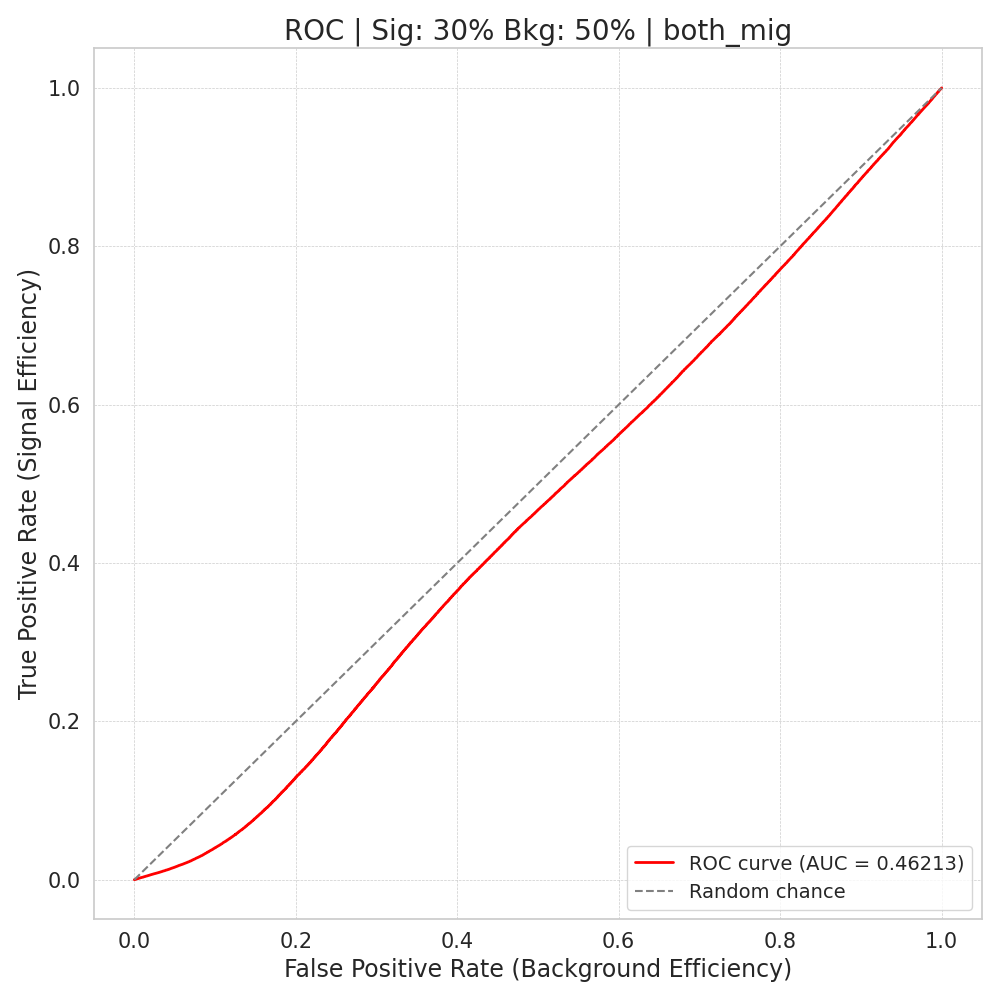 ROC | Sig: 30% Bkg: 50% | both_mig
True Positive Rate (Signal Efficiency)
1.0
0.8
0.6
0.4
0.2
0.0
ROC curve (AUC = 0.46213)
Random chance
0.0 0.2 0.4 0.6 0.8 1.0
False Positive Rate (Background Efficiency)